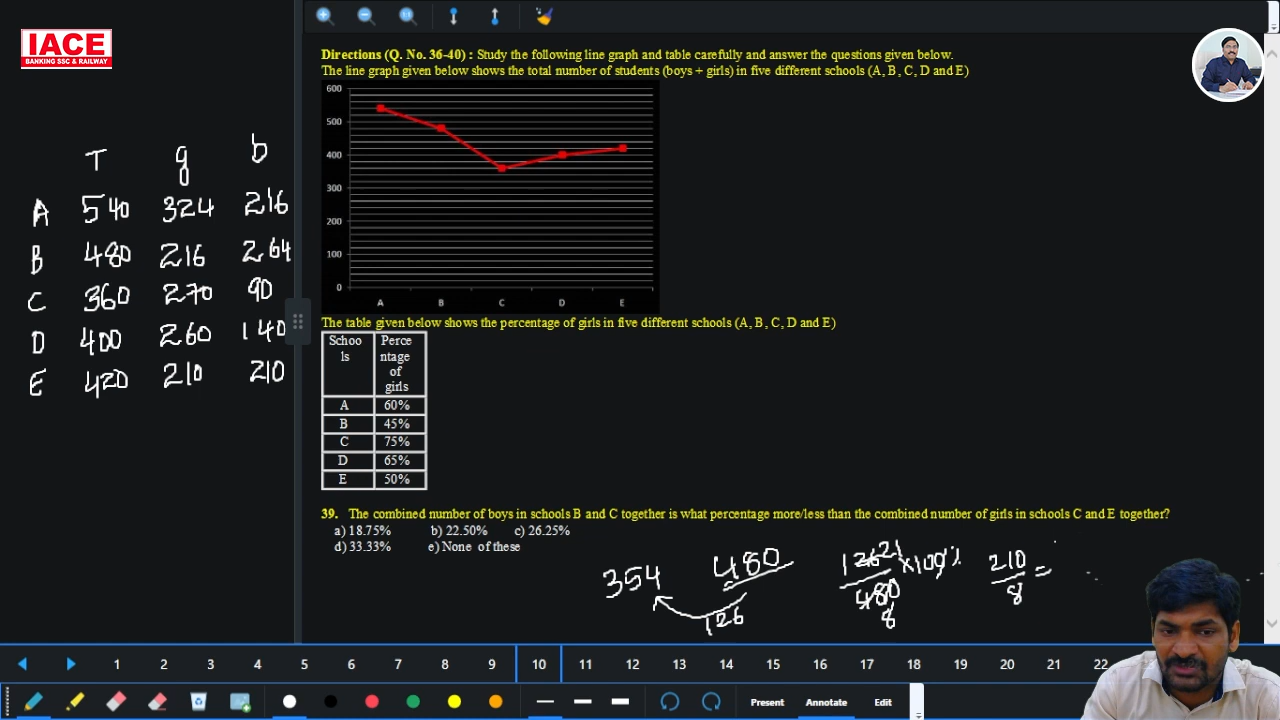 IACE
BANKING SSC & RAILWAY
Directions (Q. No. 36-40) : Study the following line graph and table carefully and answer the questions given below.
The line graph given below shows the total number of students (boys + girls) in five different schools (A, B, C, D and E)
600
500
400
300
200
100
0
A B C D E
T g b
A 540 324 216
B 480 216 264
C 360 270 90
D 400 260 140
E 420 210 210
The table given below shows the percentage of girls in five different schools (A, B, C, D and E)
Schoo Perce
ls ntage
of
girls
A 60%
B 45%
C 75%
D 65%
E 50%
39. The combined number of boys in schools B and C together is what percentage more/less than the combined number of girls in schools C and E together?
a) 18.75% b) 22.50% c) 26.25%
d) 33.33% e) None of these
354 480 126 21 ×100% 210
126 480 8 =
8
1 2 3 4 5 6 7 8 9 10 11 12 13 14 15 16 17 18 19 20 21 22
Present Annotate Edit